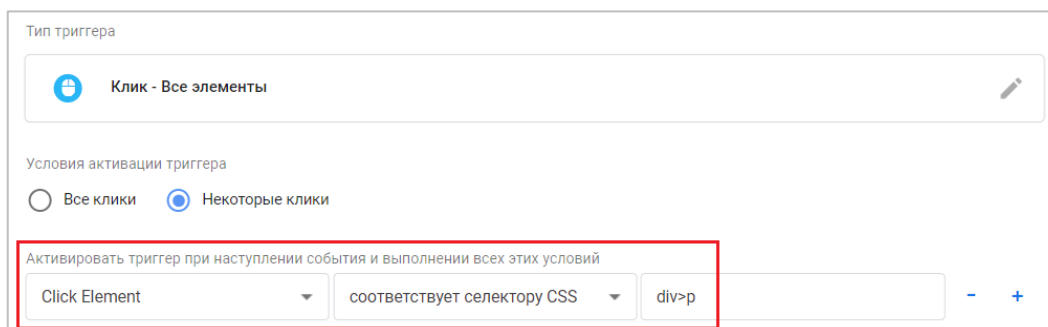 Тип триггера
Клик - Все элементы
Условия активации триггера
Все клики Некоторые клики
Активировать триггер при наступлении события и выполнении всех этих условий
Click Element соответствует селектору CSS div>p - +